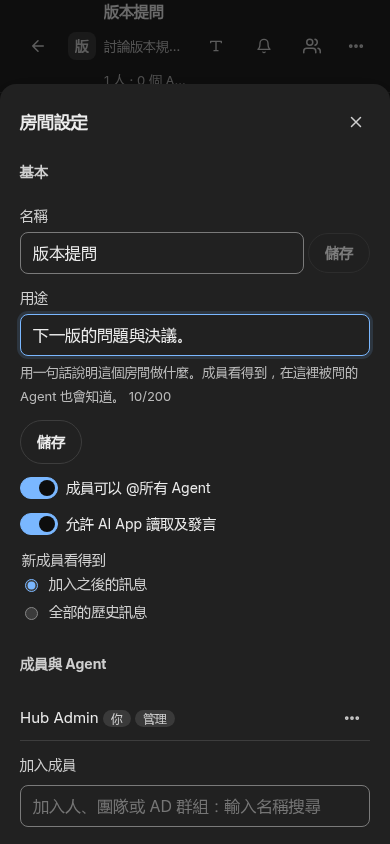 版本提問
版
討論版本規...
1 人 · 0 個 A...
房間設定
基本
名稱
版本提問
儲存
用途
下一版的問題與決議。
用一句話說明這個房間做什麼。成員看得到，在這裡被問的
Agent 也會知道。 10/200
儲存
成員可以 @所有 Agent
允許 AI App 讀取及發言
新成員看得到
加入之後的訊息
全部的歷史訊息
成員與 Agent
Hub Admin 你 管理
加入成員
加入人、團隊或 AD 群組：輸入名稱搜尋